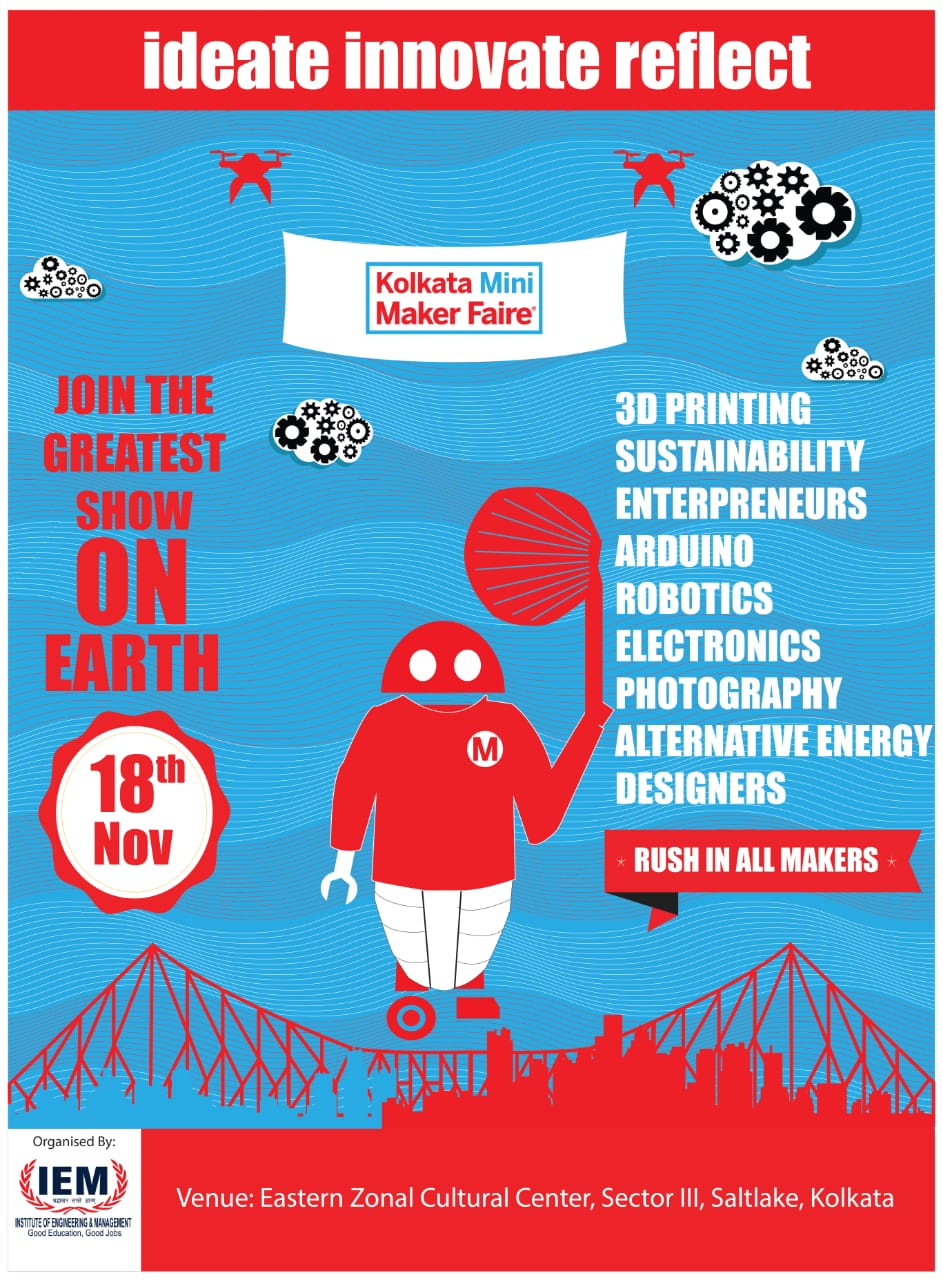 ideate innovate reflect
Kolkata Mini
Maker Faire®
JOIN THE
GREATEST
SHOW
ON
EARTH
18th
Nov
3D PRINTING
SUSTAINABILITY
ENTERPRENEURS
ARDUINO
ROBOTICS
ELECTRONICS
PHOTOGRAPHY
ALTERNATIVE ENERGY
DESIGNERS
M
RUSH IN ALL MAKERS
Organised By:
IEM
INSTITUTE OF ENGINEERING & MANAGEMENT
Good Education, Good Jobs
Venue: Eastern Zonal Cultural Center, Sector III, Saltlake, Kolkata